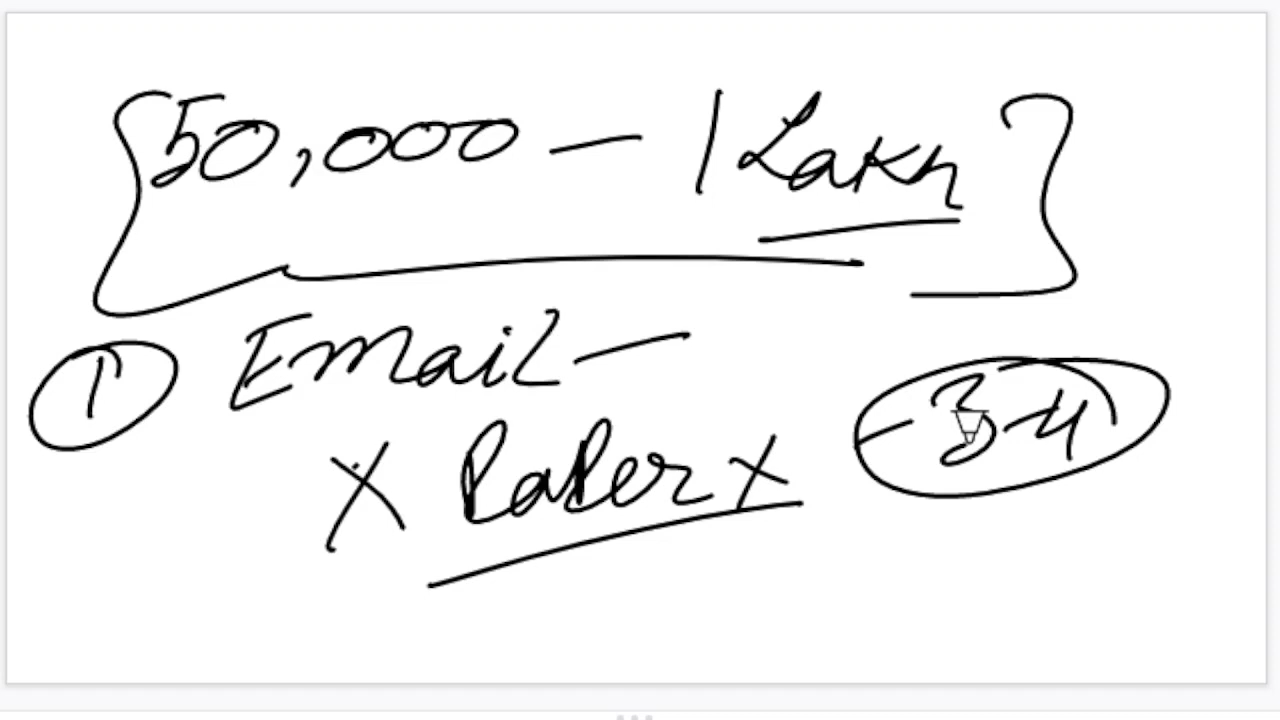 {50,000 - 1 Lakh}
① Email -
x Paper x
- 3-4